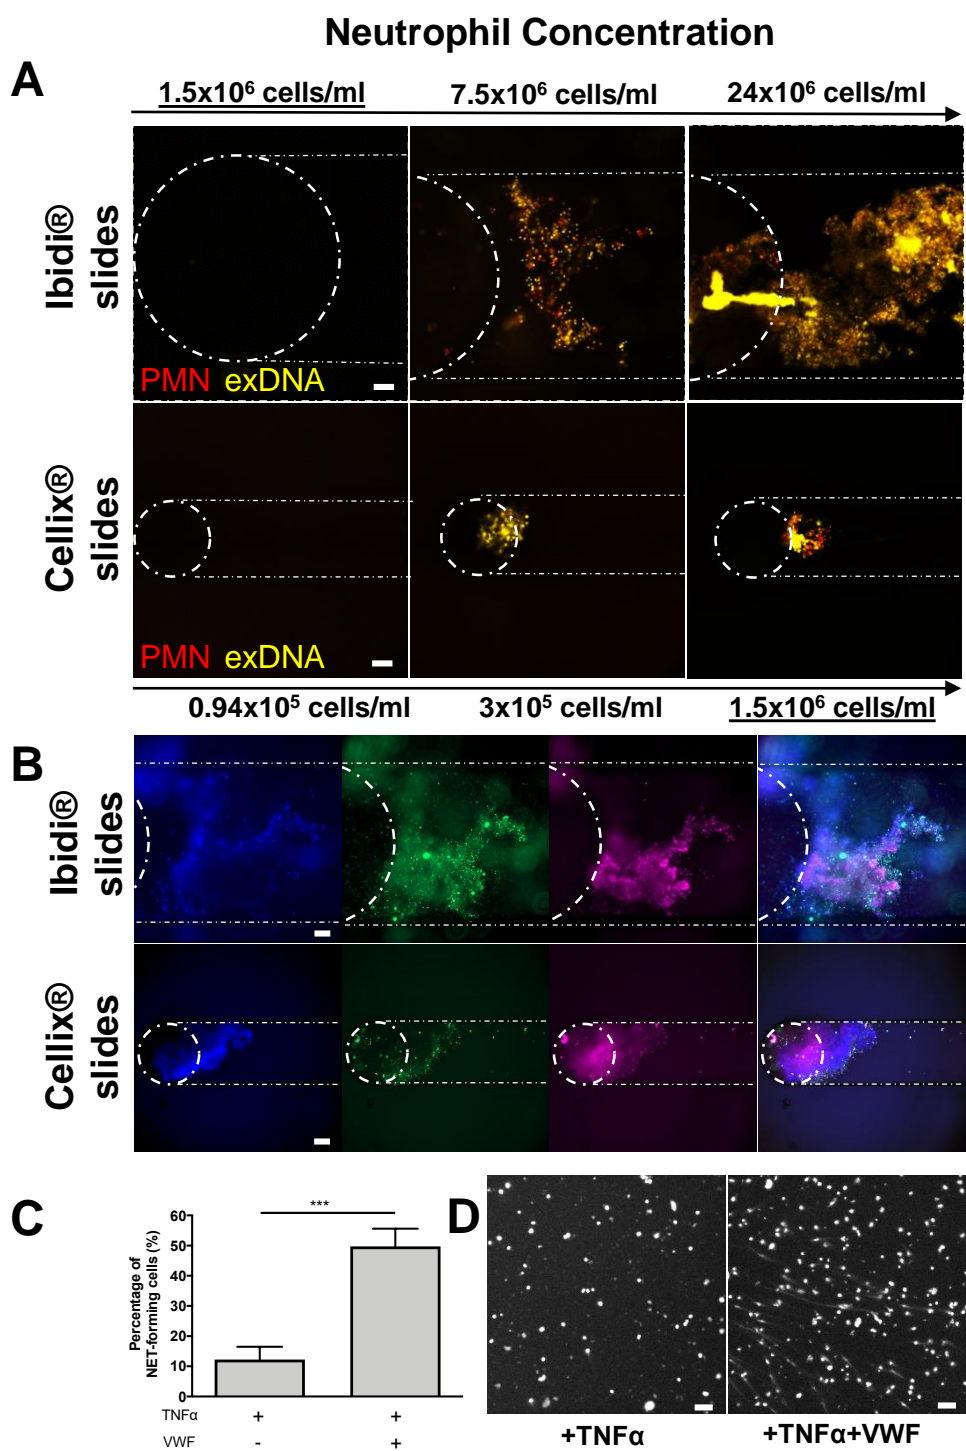 Neutrophil Concentration
A
1.5x10⁶ cells/ml
7.5x10⁶ cells/ml
24x10⁶ cells/ml
Ibidi®
slides
PMN exDNA
Cellix®
slides
PMN exDNA
0.94x10⁵ cells/ml
3x10⁵ cells/ml
1.5x10⁶ cells/ml
B
Ibidi®
slides
Cellix®
slides
C
Percentage of
NET-forming cells (%)
60
50
40
30
20
10
0
***
TNFα + +
VWF - +
D
+TNFα
+TNFα+VWF